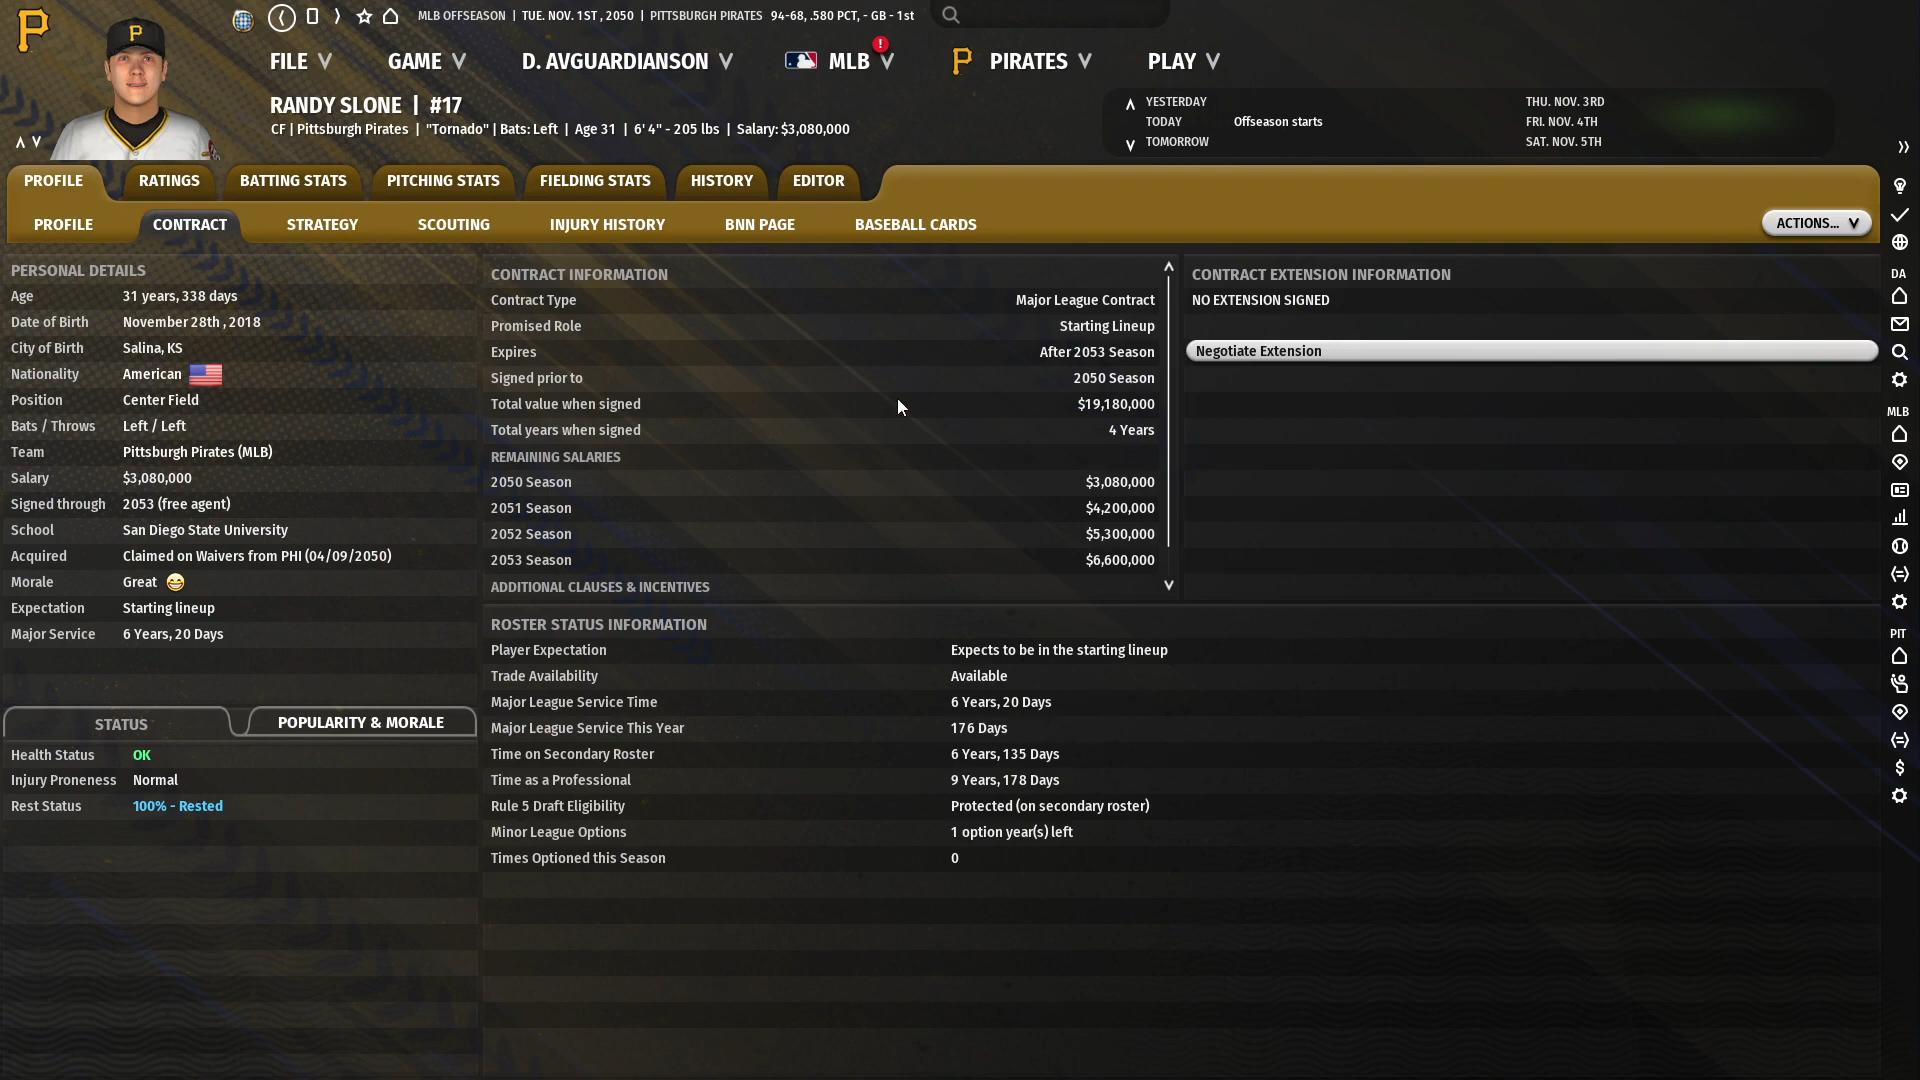 MLB OFFSEASON | TUE. NOV. 1ST , 2050 | PITTSBURGH PIRATES 94-68, .580 PCT, - GB - 1st
FILE GAME D. AVGUARDIANSON MLB ! PIRATES PLAY
RANDY SLONE | #17
CF | Pittsburgh Pirates | "Tornado" | Bats: Left | Age 31 | 6' 4" - 205 lbs | Salary: $3,080,000
YESTERDAY THU. NOV. 3RD
TODAY Offseason starts FRI. NOV. 4TH
TOMORROW SAT. NOV. 5TH
PROFILE RATINGS BATTING STATS PITCHING STATS FIELDING STATS HISTORY EDITOR
PROFILE CONTRACT STRATEGY SCOUTING INJURY HISTORY BNN PAGE BASEBALL CARDS ACTIONS...
PERSONAL DETAILS
Age 31 years, 338 days
Date of Birth November 28th , 2018
City of Birth Salina, KS
Nationality American
Position Center Field
Bats / Throws Left / Left
Team Pittsburgh Pirates (MLB)
Salary $3,080,000
Signed through 2053 (free agent)
School San Diego State University
Acquired Claimed on Waivers from PHI (04/09/2050)
Morale Great
Expectation Starting lineup
Major Service 6 Years, 20 Days
STATUS POPULARITY & MORALE
Health Status OK
Injury Proneness Normal
Rest Status 100% - Rested
CONTRACT INFORMATION
Contract Type Major League Contract
Promised Role Starting Lineup
Expires After 2053 Season
Signed prior to 2050 Season
Total value when signed $19,180,000
Total years when signed 4 Years
REMAINING SALARIES
2050 Season $3,080,000
2051 Season $4,200,000
2052 Season $5,300,000
2053 Season $6,600,000
ADDITIONAL CLAUSES & INCENTIVES
CONTRACT EXTENSION INFORMATION
NO EXTENSION SIGNED
Negotiate Extension
ROSTER STATUS INFORMATION
Player Expectation Expects to be in the starting lineup
Trade Availability Available
Major League Service Time 6 Years, 20 Days
Major League Service This Year 176 Days
Time on Secondary Roster 6 Years, 135 Days
Time as a Professional 9 Years, 178 Days
Rule 5 Draft Eligibility Protected (on secondary roster)
Minor League Options 1 option year(s) left
Times Optioned this Season 0
DA
MLB
PIT